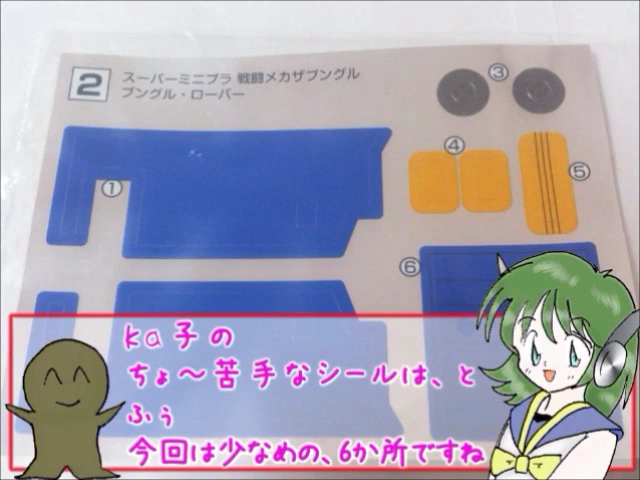 2
スーパーミニプラ 戦闘メカザブングル
ブングル・ローバー
③
④
①
⑤
⑥
ka子の
ちょ～苦手なシールは、と
ふぅ
今回は少なめの、6か所ですね